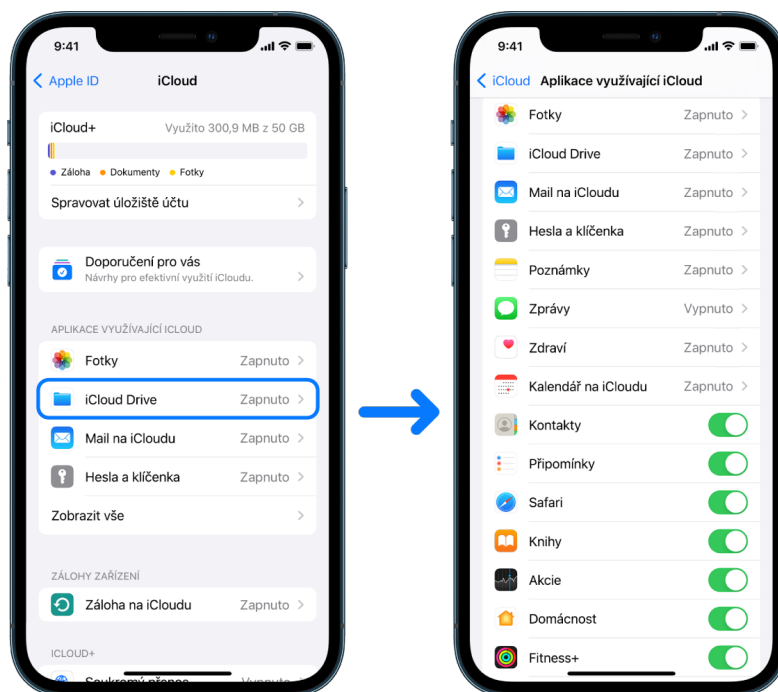 9:41
Apple ID
iCloud
iCloud+
Využito 300,9 MB z 50 GB
Záloha
Dokumenty
Fotky
Spravovat úložiště účtu
Doporučení pro vás
Návrhy pro efektivní využití iCloudu.
APLIKACE VYUŽÍVAJÍCÍ ICLOUD
Fotky
Zapnuto
iCloud Drive
Zapnuto
Mail na iCloudu
Zapnuto
Hesla a klíčenka
Zapnuto
Zobrazit vše
ZÁLOHY ZAŘÍZENÍ
Záloha na iCloudu
Zapnuto
ICLOUD+
Soukromý přenos
Vypnuto
9:41
iCloud
Aplikace využívající iCloud
Fotky
Zapnuto
iCloud Drive
Zapnuto
Mail na iCloudu
Zapnuto
Hesla a klíčenka
Zapnuto
Poznámky
Zapnuto
Zprávy
Vypnuto
Zdraví
Zapnuto
Kalendář na iCloudu
Zapnuto
Kontakty
Připomínky
Safari
Knihy
Akcie
Domácnost
Fitness+